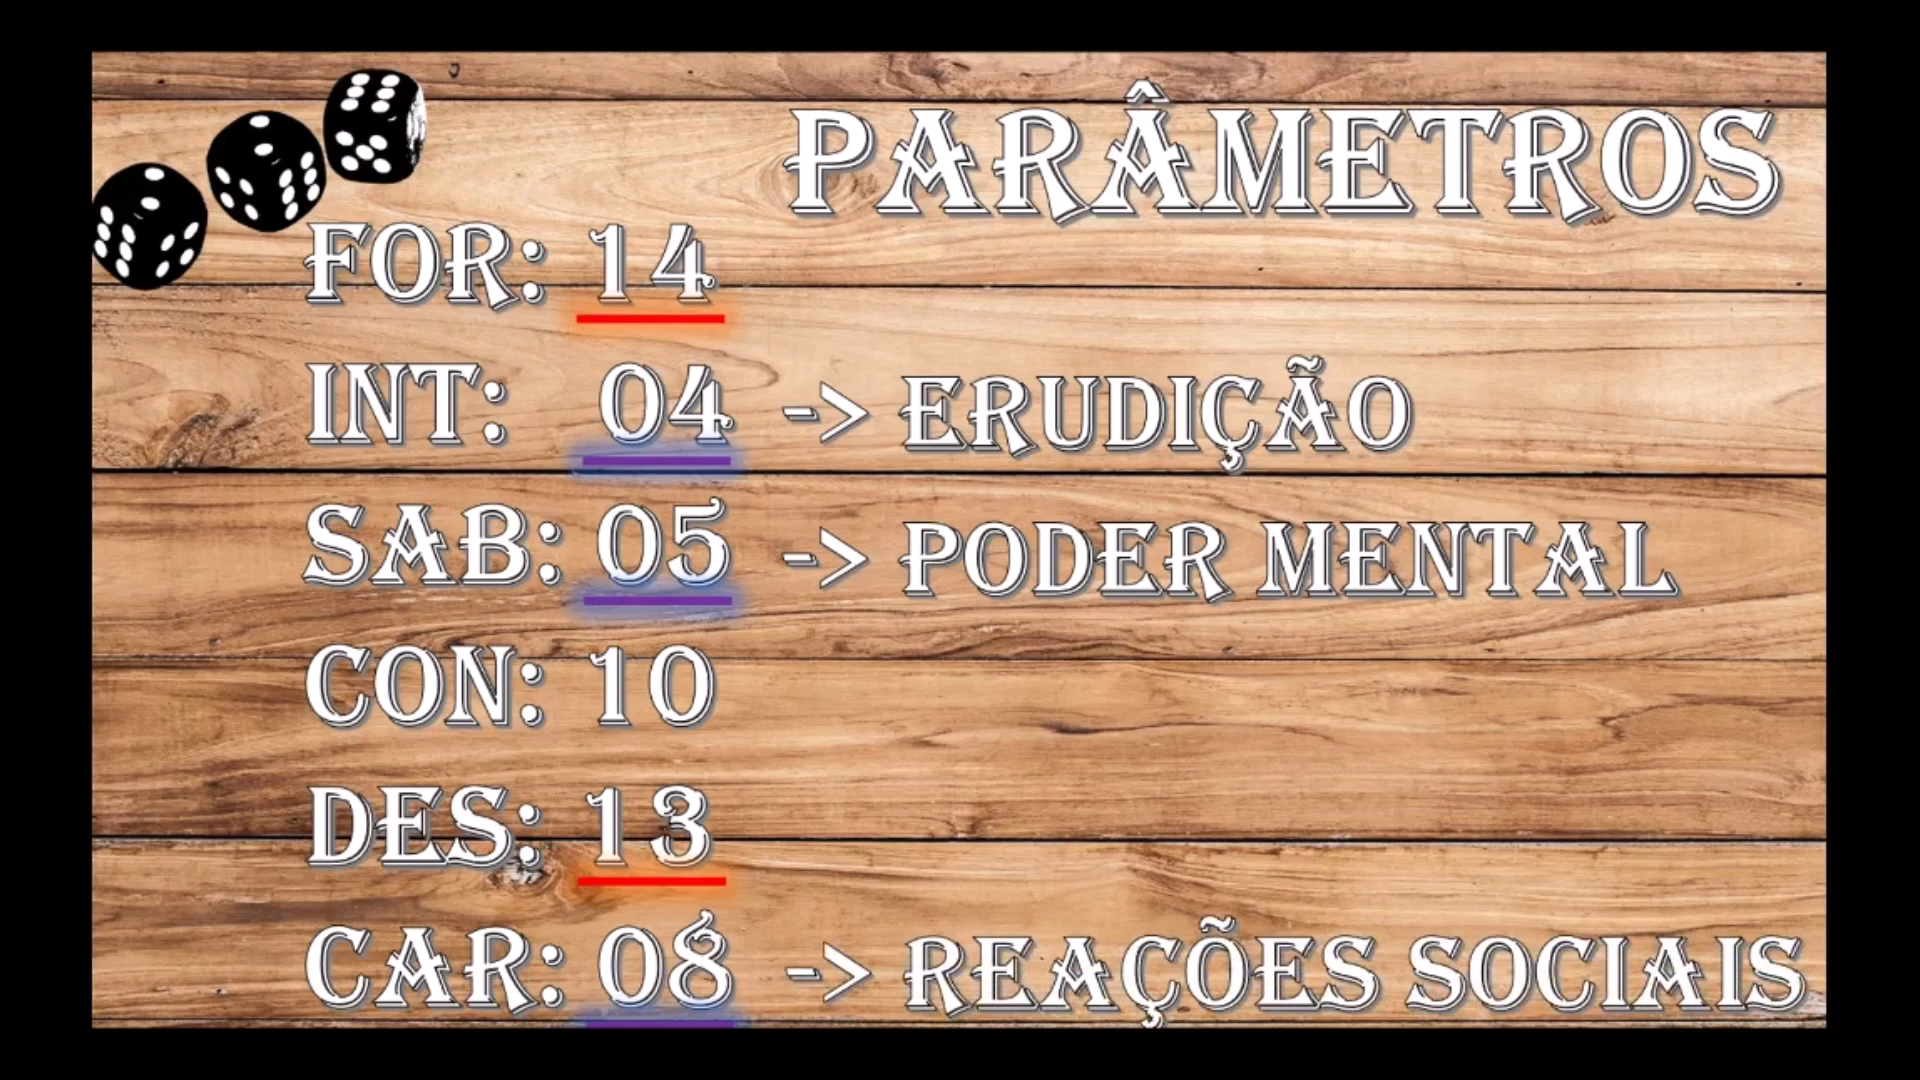 PARÂMETROS
FOR: 14
INT: 04 -> ERUDIÇÃO
SAB: 05 -> PODER MENTAL
CON: 10
DES: 13
CAR: 08 -> REAÇÕES SOCIAIS